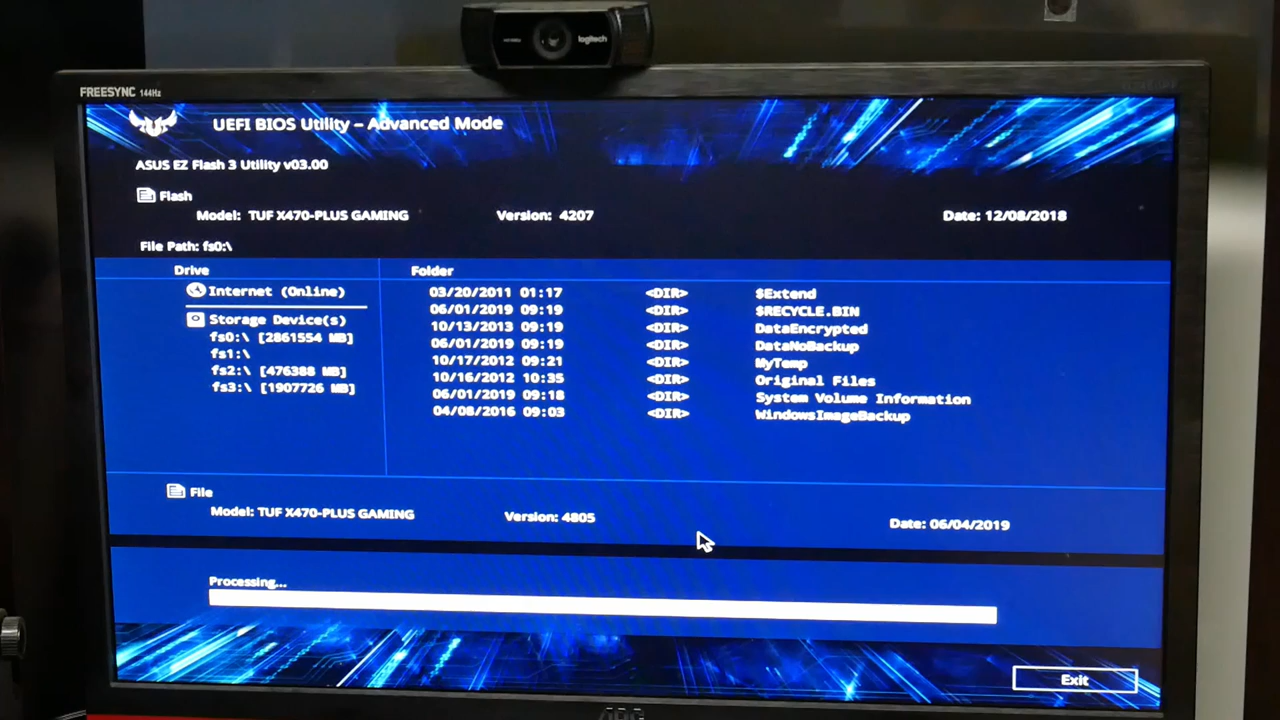 logitech
FREESYNC 144Hz
UEFI BIOS Utility – Advanced Mode
ASUS EZ Flash 3 Utility v03.00
Flash
Model: TUF X470-PLUS GAMING Version: 4207 Date: 12/08/2018
File Path: fs0:\
Drive Folder
Internet (Online)
Storage Device(s)
fs0:\ [2861554 MB]
fs1:\
fs2:\ [476388 MB]
fs3:\ [1907726 MB]
03/20/2011 01:17 <DIR> $Extend
06/01/2019 09:19 <DIR> $RECYCLE.BIN
10/13/2013 09:19 <DIR> DataEncrypted
06/01/2019 09:19 <DIR> DataNoBackup
10/17/2012 09:21 <DIR> MyTemp
10/16/2012 10:35 <DIR> Original Files
06/01/2019 09:18 <DIR> System Volume Information
04/08/2016 09:03 <DIR> WindowsImageBackup
File
Model: TUF X470-PLUS GAMING Version: 4805 Date: 06/04/2019
Processing...
Exit
AOC